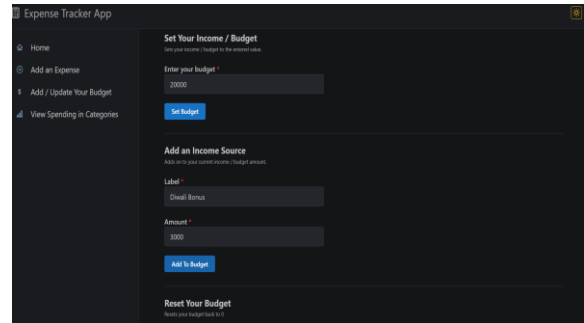 Expense Tracker App
Home
Add an Expense
Add / Update Your Budget
View Spending in Categories
Set Your Income / Budget
Sets your income / budget to the entered value.
Enter your budget *
20000
Set Budget
Add an Income Source
Adds on to your current income / budget amount.
Label *
Diwali Bonus
Amount *
3000
Add To Budget
Reset Your Budget
Resets your budget back to 0